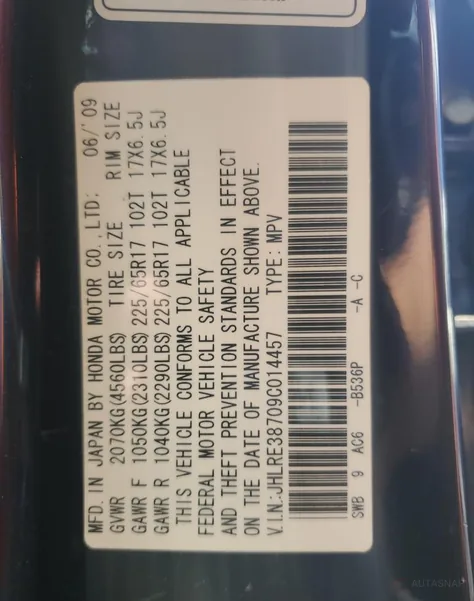 MFD. IN JAPAN BY HONDA MOTOR CO., LTD: 06/'09
GVWR 2070KG(4560LBS) TIRE SIZE RIM SIZE
GAWR F 1050KG(2310LBS) 225/65R17 102T 17X6.5J
GAWR R 1040KG(2290LBS) 225/65R17 102T 17X6.5J
THIS VEHICLE CONFORMS TO ALL APPLICABLE
FEDERAL MOTOR VEHICLE SAFETY
AND THEFT PREVENTION STANDARDS IN EFFECT
ON THE DATE OF MANUFACTURE SHOWN ABOVE.
V.I.N.:JHLRE38709C014457 TYPE: MPV
SWB 9 AC6 -B536P -A -C